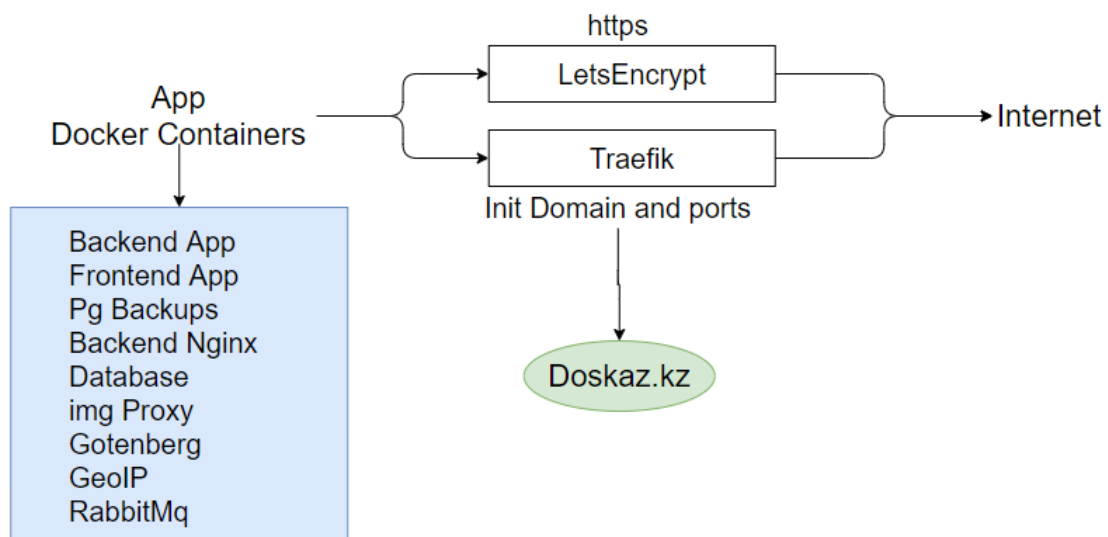 https
LetsEncrypt
App
Docker Containers
Internet
Traefik
Init Domain and ports
Backend App
Frontend App
Pg Backups
Backend Nginx
Database
img Proxy
Gotenberg
GeoIP
RabbitMq
Doskaz.kz